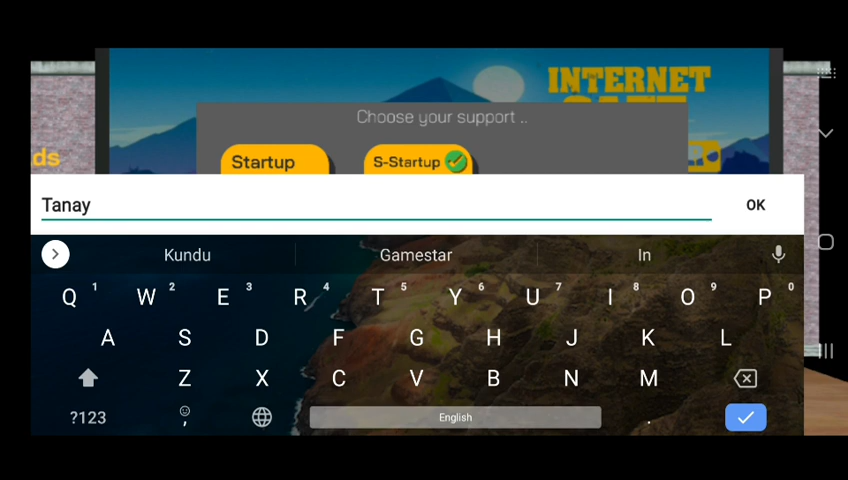 INTERNET
Choose your support ..
ds
Startup
S-Startup
Tanay
OK
Kundu
Gamestar
In
Q 1 W 2 E 3 R 4 T 5 Y 6 U 7 I 8 O 9 P 0
A S D F G H J K L
Z X C V B N M
?123
,
English
.